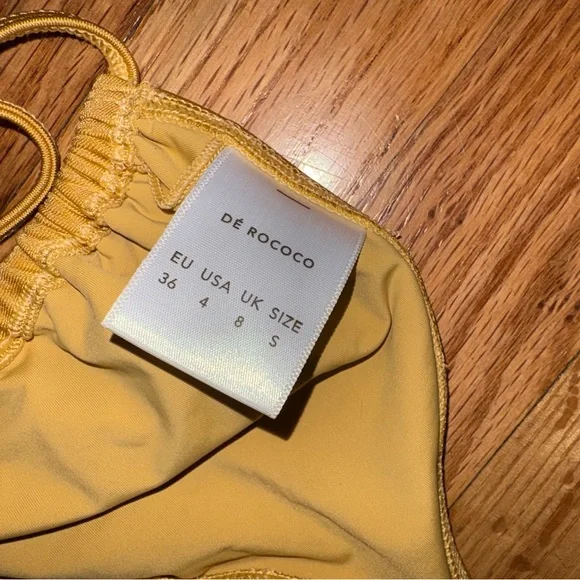 DÉ ROCOCO
EU USA UK SIZE
36 4 8 S